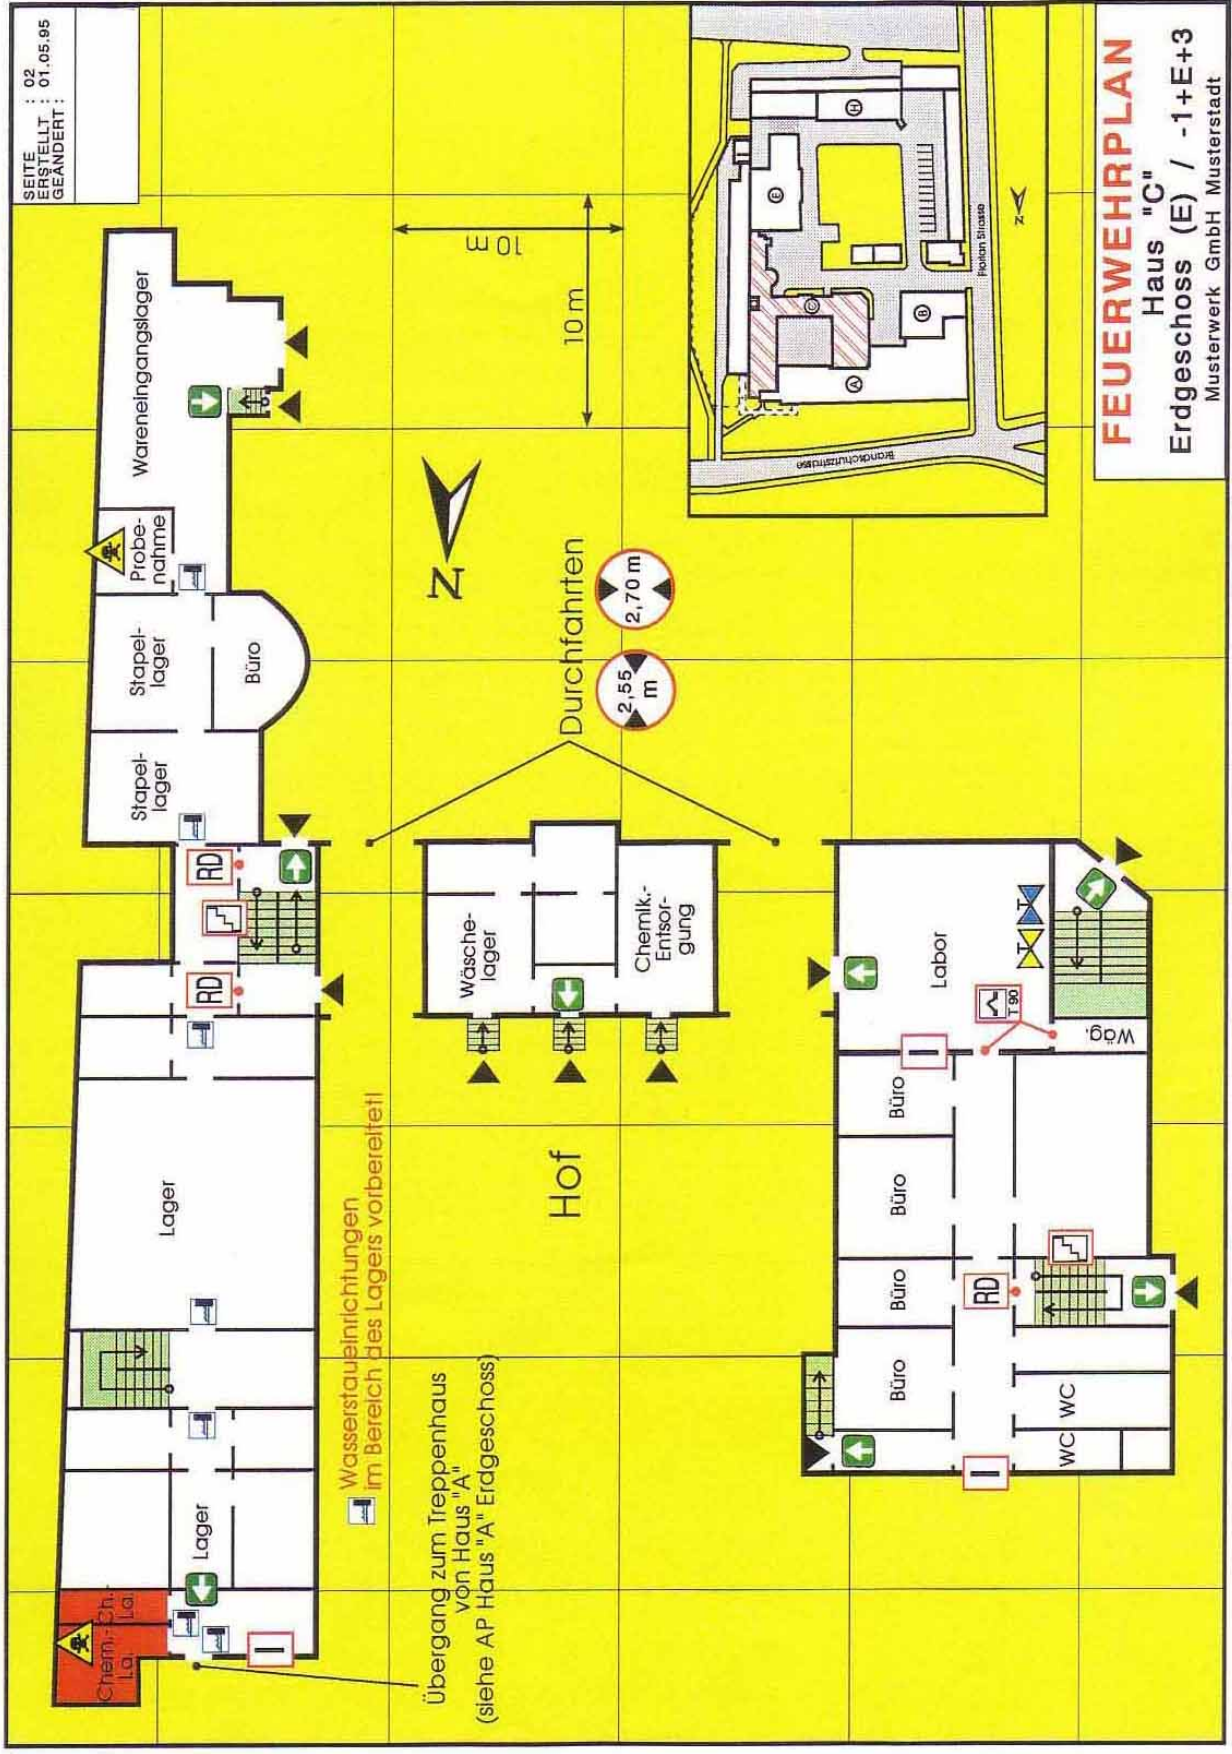 SEITE : 02
ERSTELLT : 01.05.95
GEÄNDERT :
Chem.-
La.
Ch.
La.
Lager
Lager
RD
RD
Stapel-
lager
Stapel-
lager
Büro
Probe-
nahme
Wareneingangslager
Wasserstaueinrichtungen
im Bereich des Lagers vorbereitet!
Übergang zum Treppenhaus
von Haus "A"
(siehe AP Haus "A" Erdgeschoss)
Hof
Wäsche-
lager
Chemik.-
Entsor-
gung
Durchfahrten
2,55
m
2,70 m
N
10 m
10 m
Büro
Büro
Büro
Büro
WC
WC
RD
Labor
T 90
Wäg.
T
T
A
B
C
E
H
Brandschutzstrasse
Florian Strasse
N
FEUERWEHRPLAN
Haus "C"
Erdgeschoss (E) / -1+E+3
Musterwerk GmbH Musterstadt